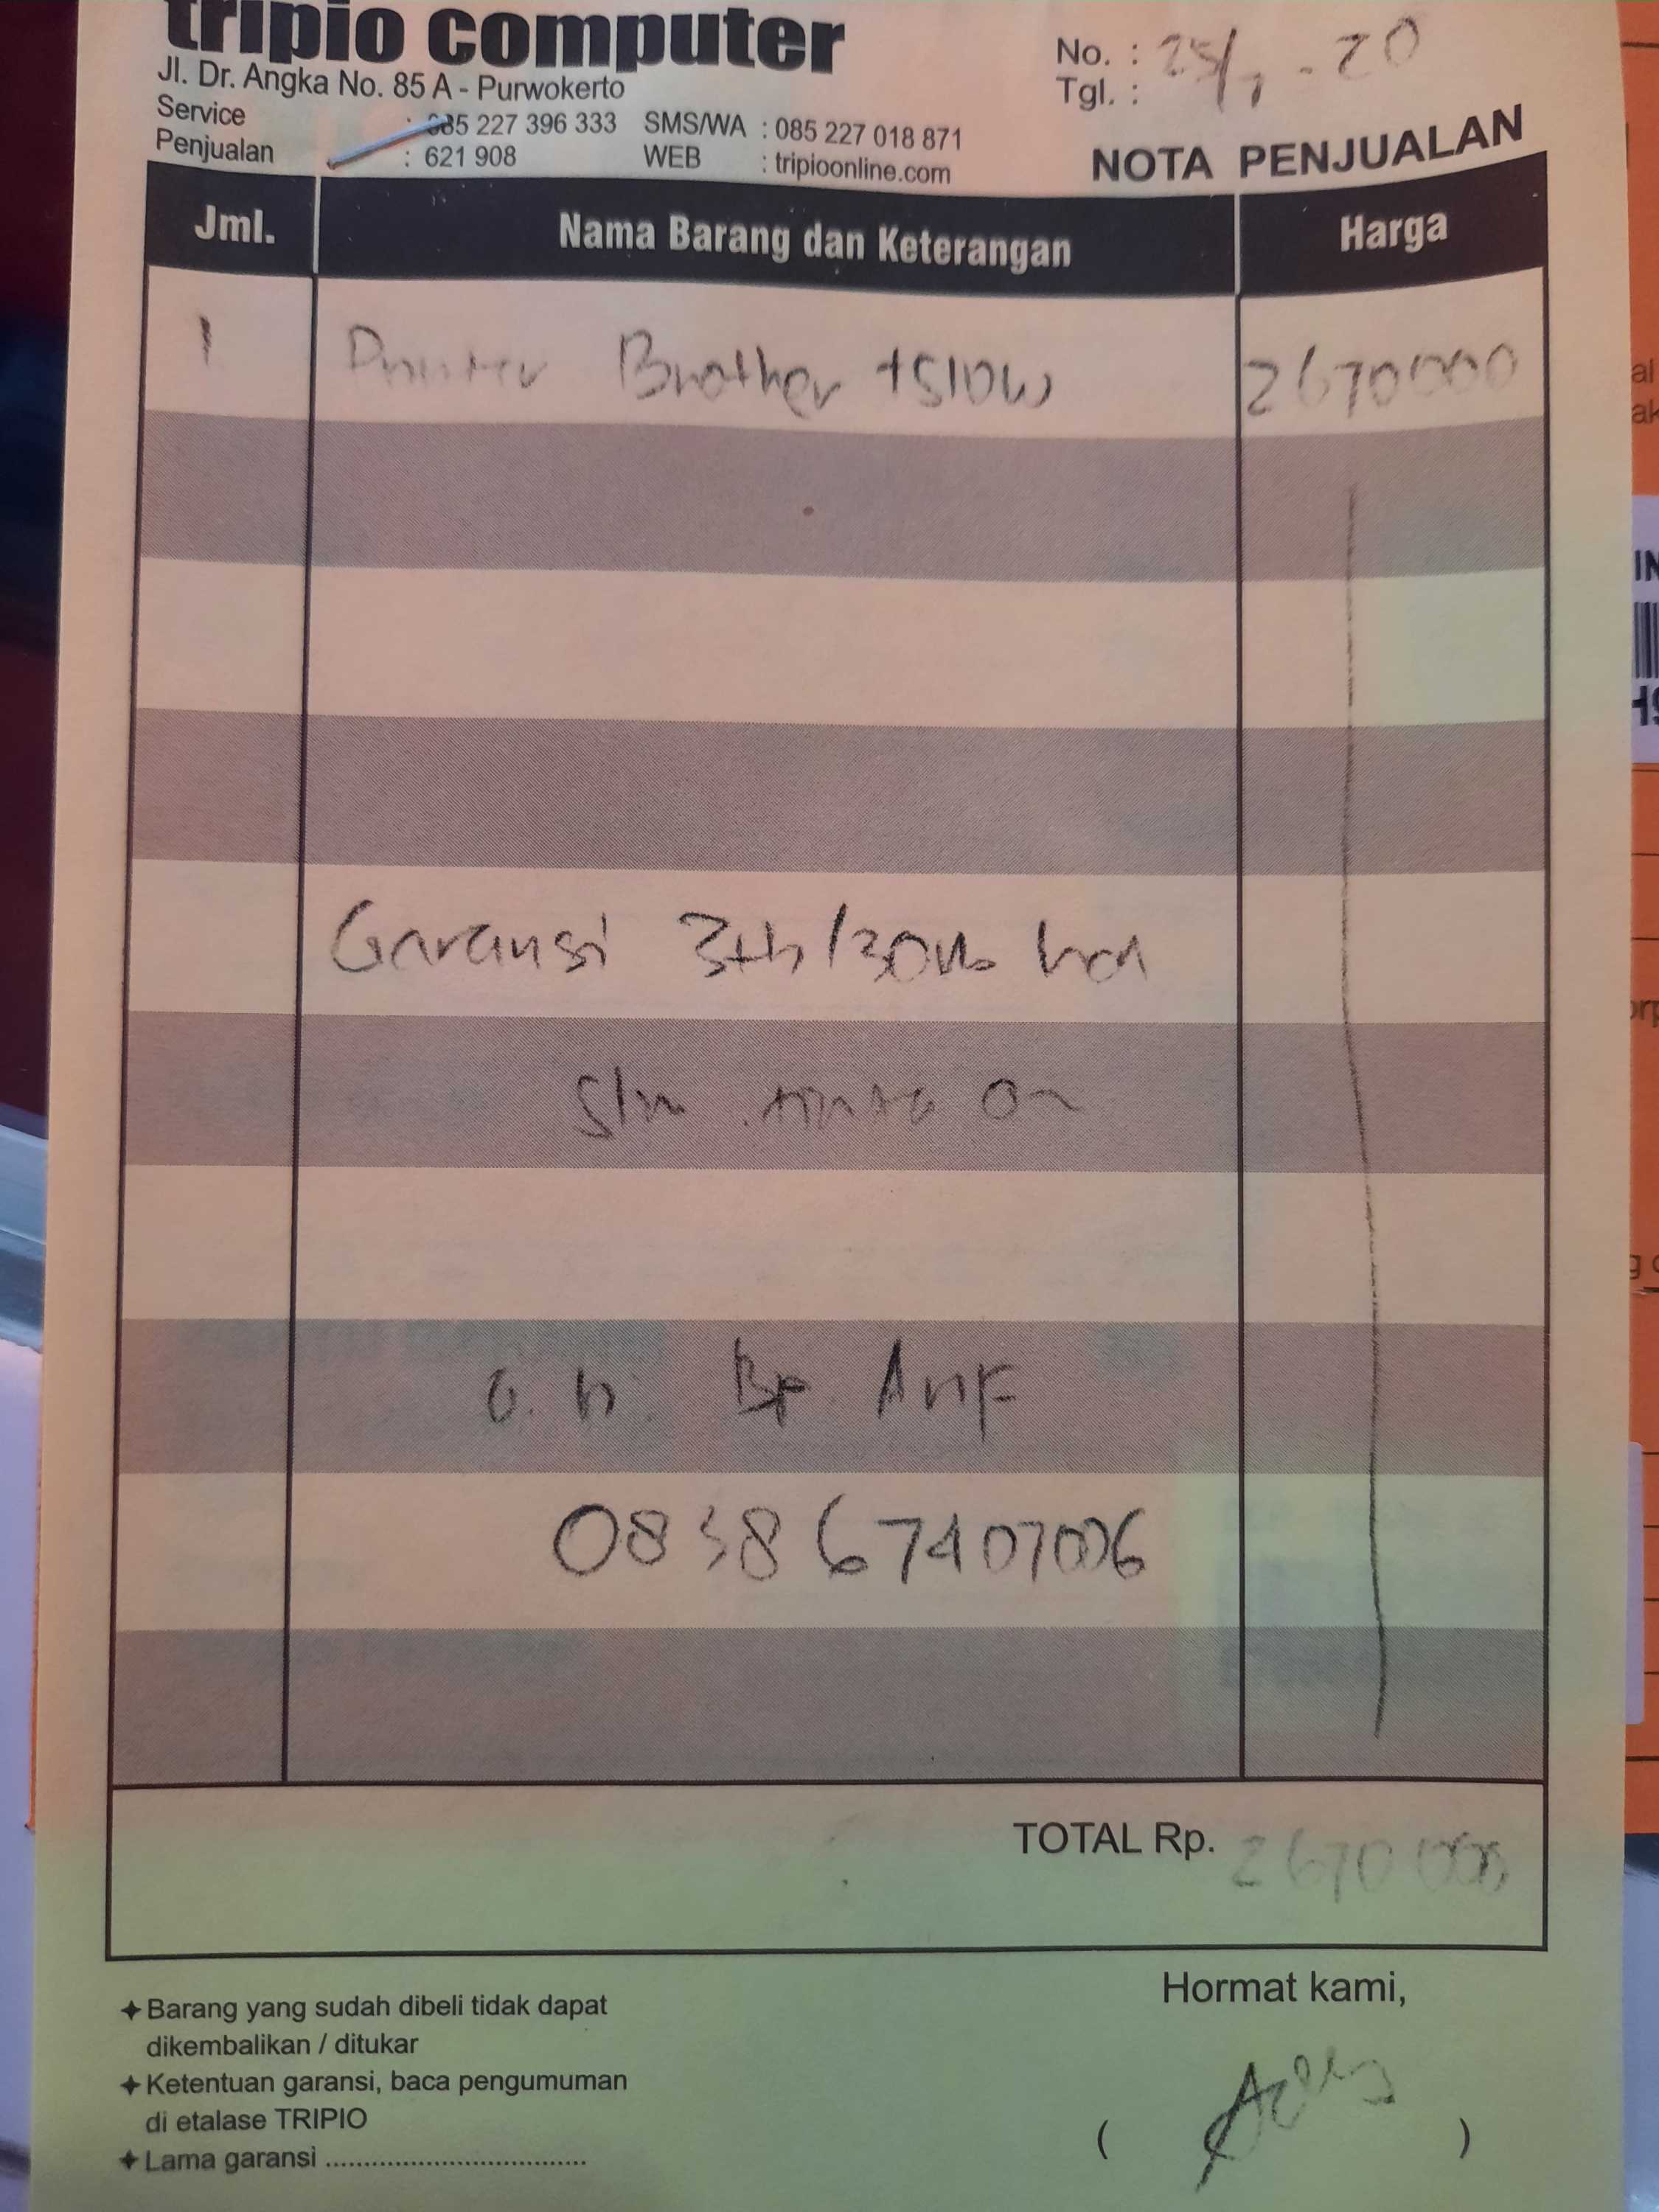 tripio computer
Jl. Dr. Angka No. 85 A - Purwokerto
Service : 085 227 396 333 SMS/WA : 085 227 018 871
Penjualan : 621 908 WEB : tripioonline.com
No. : 25/7 - 20
Tgl. :
NOTA PENJUALAN
Jml. Nama Barang dan Keterangan Harga
1 Printer Brother t510w 2670000
Garansi 3th/30rb
a.n. Bp. Arif
083867407006
TOTAL Rp. 2670000
Hormat kami,
✦ Barang yang sudah dibeli tidak dapat
dikembalikan / ditukar
✦ Ketentuan garansi, baca pengumuman
di etalase TRIPIO
✦ Lama garansi ..................................
( )